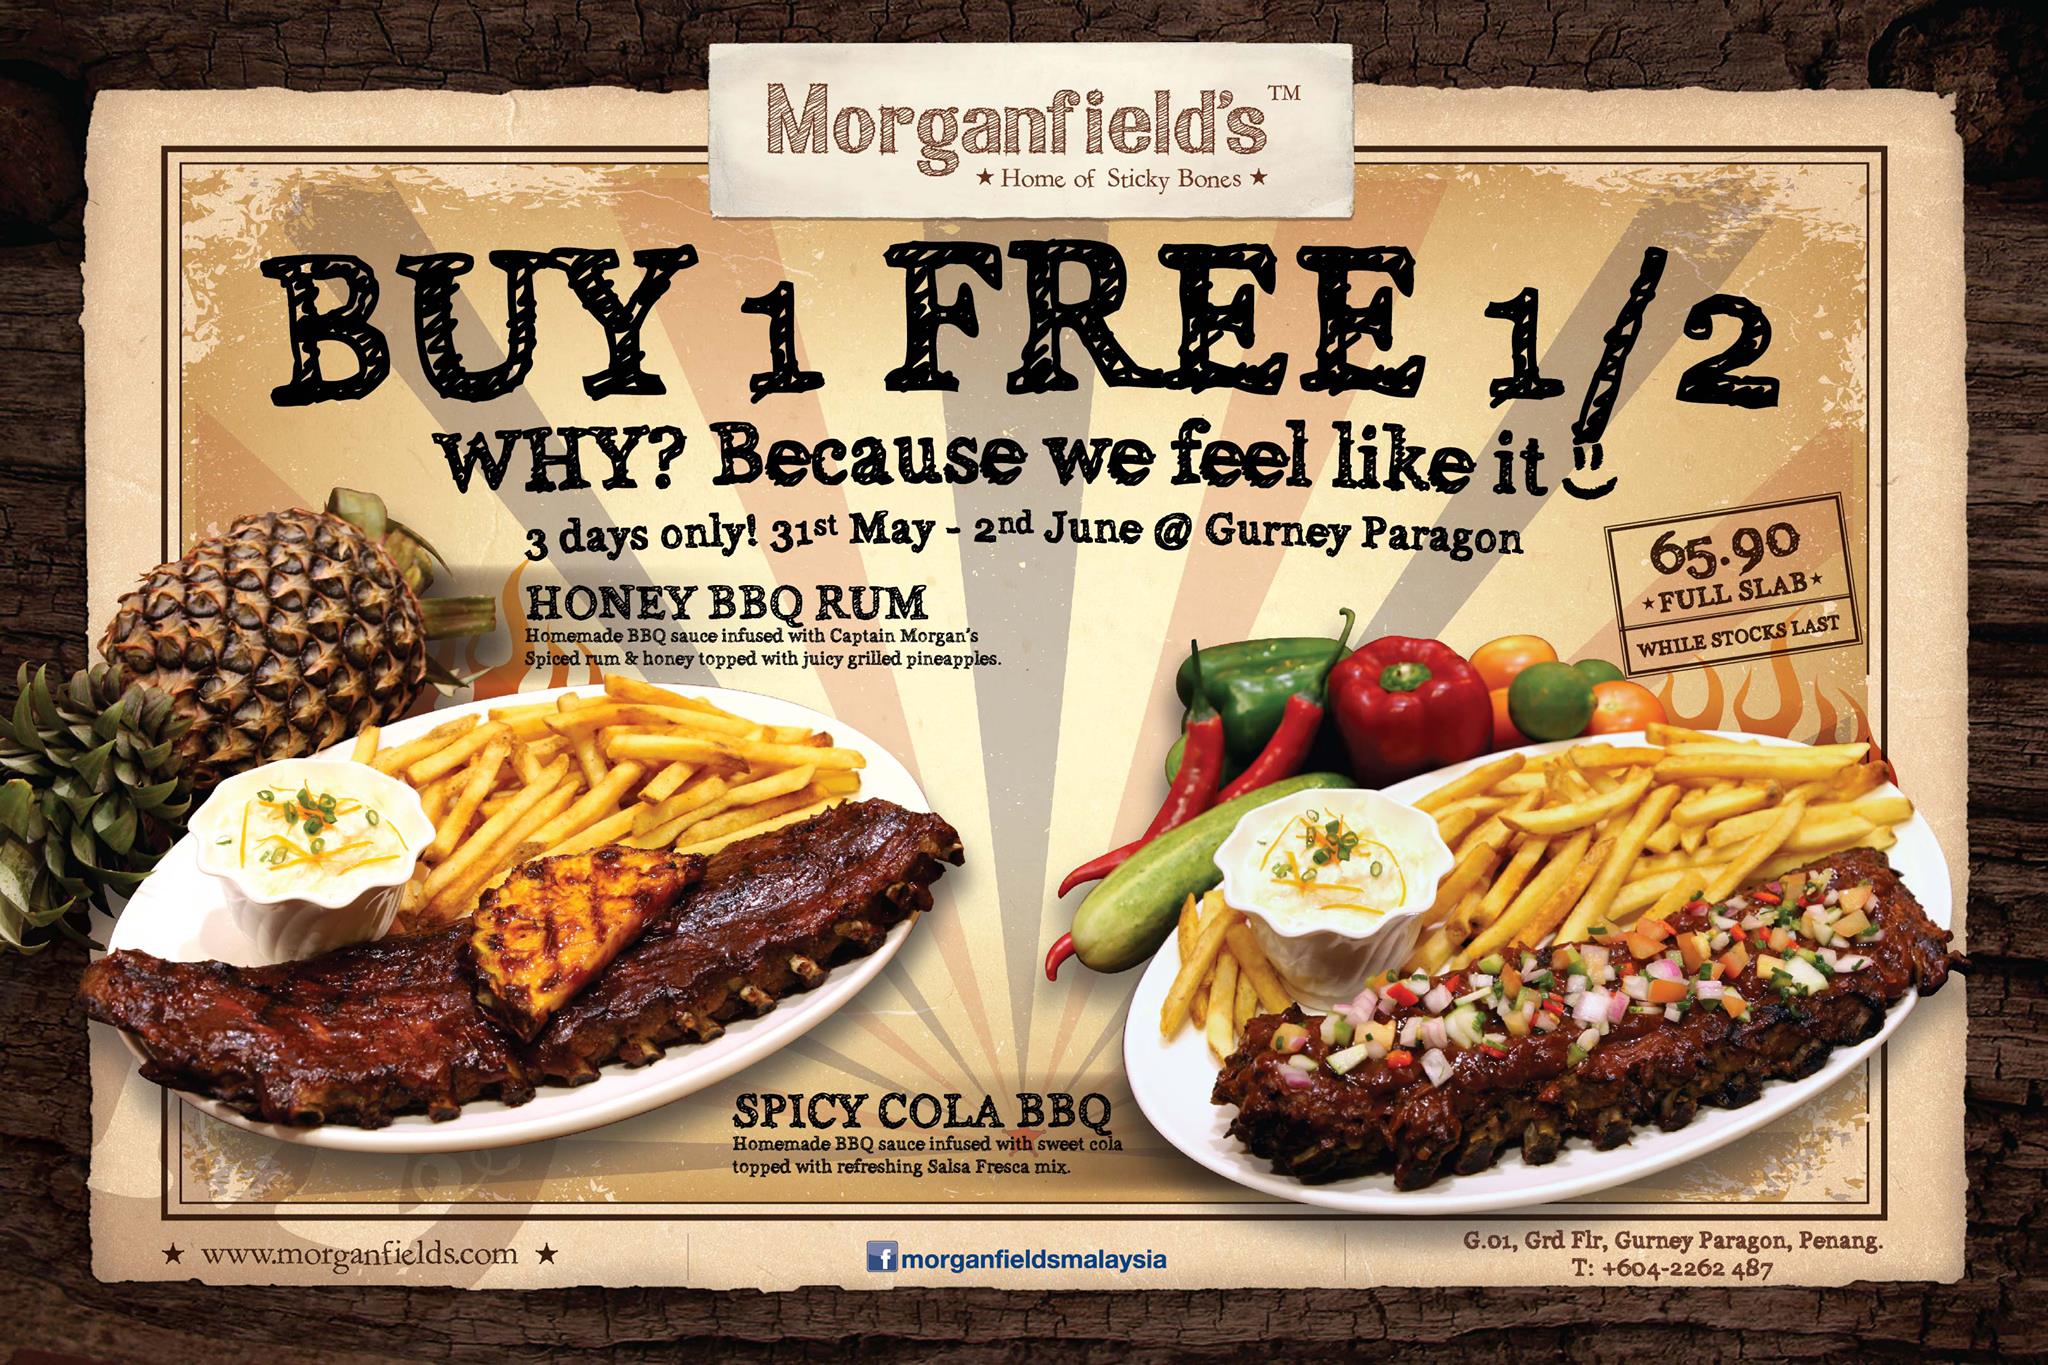 Morganfield's™
★ Home of Sticky Bones ★
BUY 1 FREE 1/2
WHY? Because we feel like it
3 days only! 31st May - 2nd June @ Gurney Paragon
65.90
★FULL SLAB★
WHILE STOCKS LAST
HONEY BBQ RUM
Homemade BBQ sauce infused with Captain Morgan's
Spiced rum & honey topped with juicy grilled pineapples.
SPICY COLA BBQ
Homemade BBQ sauce infused with sweet cola
topped with refreshing Salsa Fresca mix.
★ www.morganfields.com ★
f morganfieldsmalaysia
G.01, Grd Flr, Gurney Paragon, Penang.
T: +604-2262 487